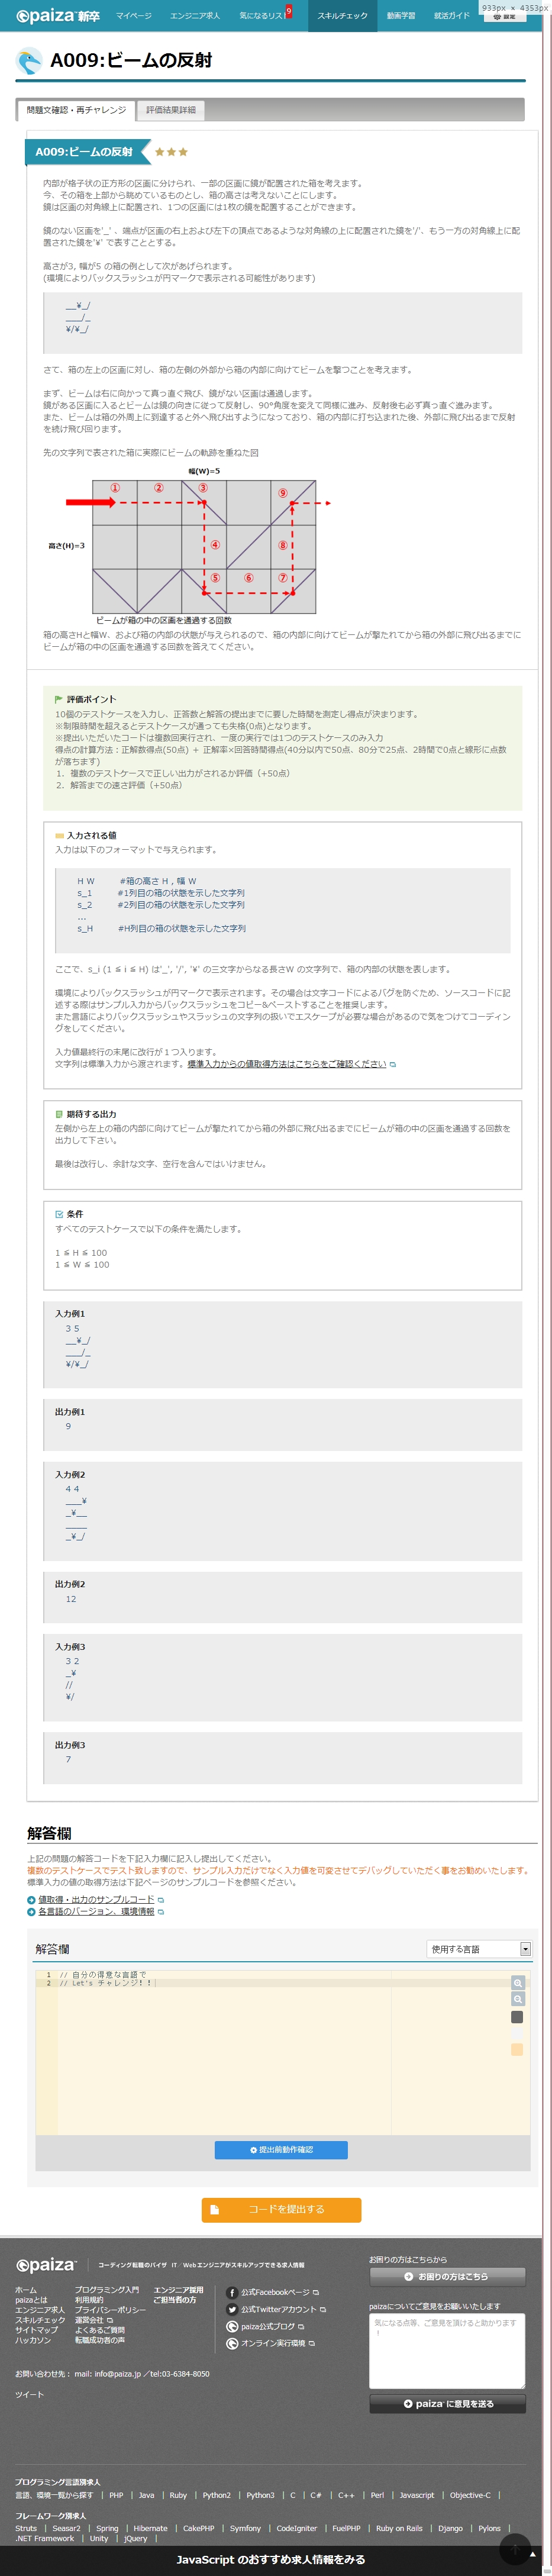 paiza新卒
マイページ
エンジニア求人
気になるリスト
9
スキルチェック
動画学習
就活ガイド
設定
933px × 4353px
A009:ビームの反射
問題文確認・再チャレンジ
評価結果詳細
A009:ビームの反射 ★★★
内部が格子状の正方形の区画に分けられ、一部の区画に鏡が配置された箱を考えます。
今、その箱を上部から眺めているものとし、箱の高さは考えないことにします。
鏡は区画の対角線上に配置され、1つの区画には1枚の鏡を配置することができます。
鏡のない区画を'_' 、端点が区画の右上および左下の頂点であるような対角線の上に配置された鏡を'/'、もう一方の対角線上に配
置された鏡を'¥' で表すこととする。
高さが3, 幅が5 の箱の例として次があげられます。
(環境によりバックスラッシュが円マークで表示される可能性があります)
__¥_/
___/_
¥/¥_/
さて、箱の左上の区画に対し、箱の左側の外部から箱の内部に向けてビームを撃つことを考えます。
まず、ビームは右に向かって真っ直ぐ飛び、鏡がない区画は通過します。
鏡がある区画に入るとビームは鏡の向きに従って反射し、90°角度を変えて同様に進み、反射後も必ず真っ直ぐ進みます。
また、ビームは箱の外周上に到達すると外へ飛び出すようになっており、箱の内部に打ち込まれた後、外部に飛び出るまで反射
を続け飛び回ります。
先の文字列で表された箱に実際にビームの軌跡を重ねた図
幅(W)=5
① ② ③ ⑨
高さ(H)=3
④ ⑧
⑤ ⑥ ⑦
ビームが箱の中の区画を通過する回数
箱の高さHと幅W、および箱の内部の状態が与えられるので、箱の内部に向けてビームが撃たれてから箱の外部に飛び出るまでに
ビームが箱の中の区画を通過する回数を答えてください。
評価ポイント
10個のテストケースを入力し、正答数と解答の提出までに要した時間を測定し得点が決まります。
※制限時間を超えるとテストケースが通っても失格(0点)となります。
※提出いただいたコードは複数回実行され、一度の実行では1つのテストケースのみ入力
得点の計算方法：正解数得点(50点) ＋ 正解率×回答時間得点(40分以内で50点、80分で25点、2時間で0点と線形に点数
が落ちます)
1. 複数のテストケースで正しい出力がされるか評価（+50点）
2. 解答までの速さ評価（+50点）
入力される値
入力は以下のフォーマットで与えられます。
H W #箱の高さ H , 幅 W
s_1 #1列目の箱の状態を示した文字列
s_2 #2列目の箱の状態を示した文字列
...
s_H #H列目の箱の状態を示した文字列
ここで、s_i (1 ≦ i ≦ H) は'_', '/', '¥' の三文字からなる長さW の文字列で、箱の内部の状態を表します。
環境によりバックスラッシュが円マークで表示されます。その場合は文字コードによるバグを防ぐため、ソースコードに記
述する際はサンプル入力からバックスラッシュをコピー&ペーストすることを推奨します。
また言語によりバックスラッシュやスラッシュの文字列の扱いでエスケープが必要な場合があるので気をつけてコーディン
グをしてください。
入力値最終行の末尾に改行が１つ入ります。
文字列は標準入力から渡されます。標準入力からの値取得方法はこちらをご確認ください
期待する出力
左側から左上の箱の内部に向けてビームが撃たれてから箱の外部に飛び出るまでにビームが箱の中の区画を通過する回数を
出力して下さい。
最後は改行し、余計な文字、空行を含んではいけません。
条件
すべてのテストケースで以下の条件を満たします。
1 ≦ H ≦ 100
1 ≦ W ≦ 100
入力例1
3 5
__¥_/
___/_
¥/¥_/
出力例1
9
入力例2
4 4
___¥
_¥__
____
_¥_/
出力例2
12
入力例3
3 2
_¥
//
¥/
出力例3
7
解答欄
上記の問題の解答コードを下記入力欄に記入し提出してください。
複数のテストケースでテスト致しますので、サンプル入力だけでなく入力値を可変させてデバッグしていただく事をお勧めいたします。
標準入力の値の取得方法は下記ページのサンプルコードを参照ください。
値取得・出力のサンプルコード
各言語のバージョン、環境情報
解答欄
使用する言語
1 // 自分の得意な言語で
2 // Let's チャレンジ！！
提出前動作確認
コードを提出する
paiza コーディング転職のパイザ IT／Webエンジニアがスキルアップできる求人情報
ホーム
paizaとは
エンジニア求人
スキルチェック
サイトマップ
ハッカソン
プログラミング入門
利用規約
プライバシーポリシー
運営会社
よくあるご質問
転職成功者の声
エンジニア採用
ご担当者の方
公式Facebookページ
公式Twitterアカウント
paiza公式ブログ
オンライン実行環境
お困りの方はこちらから
お困りの方はこちら
paizaについてご意見をお願いいたします
気になる点等、ご意見を頂けると助かります
！
paiza に意見を送る
お問い合わせ先： mail: info@paiza.jp ／tel:03-6384-8050
ツイート
プログラミング言語別求人
言語、環境一覧から探す | PHP | Java | Ruby | Python2 | Python3 | C | C# | C++ | Perl | Javascript | Objective-C |
フレームワーク別求人
Struts | Seasar2 | Spring | Hibernate | CakePHP | Symfony | CodeIgniter | FuelPHP | Ruby on Rails | Django | Pylons |
.NET Framework | Unity | jQuery |
JavaScript のおすすめ求人情報をみる